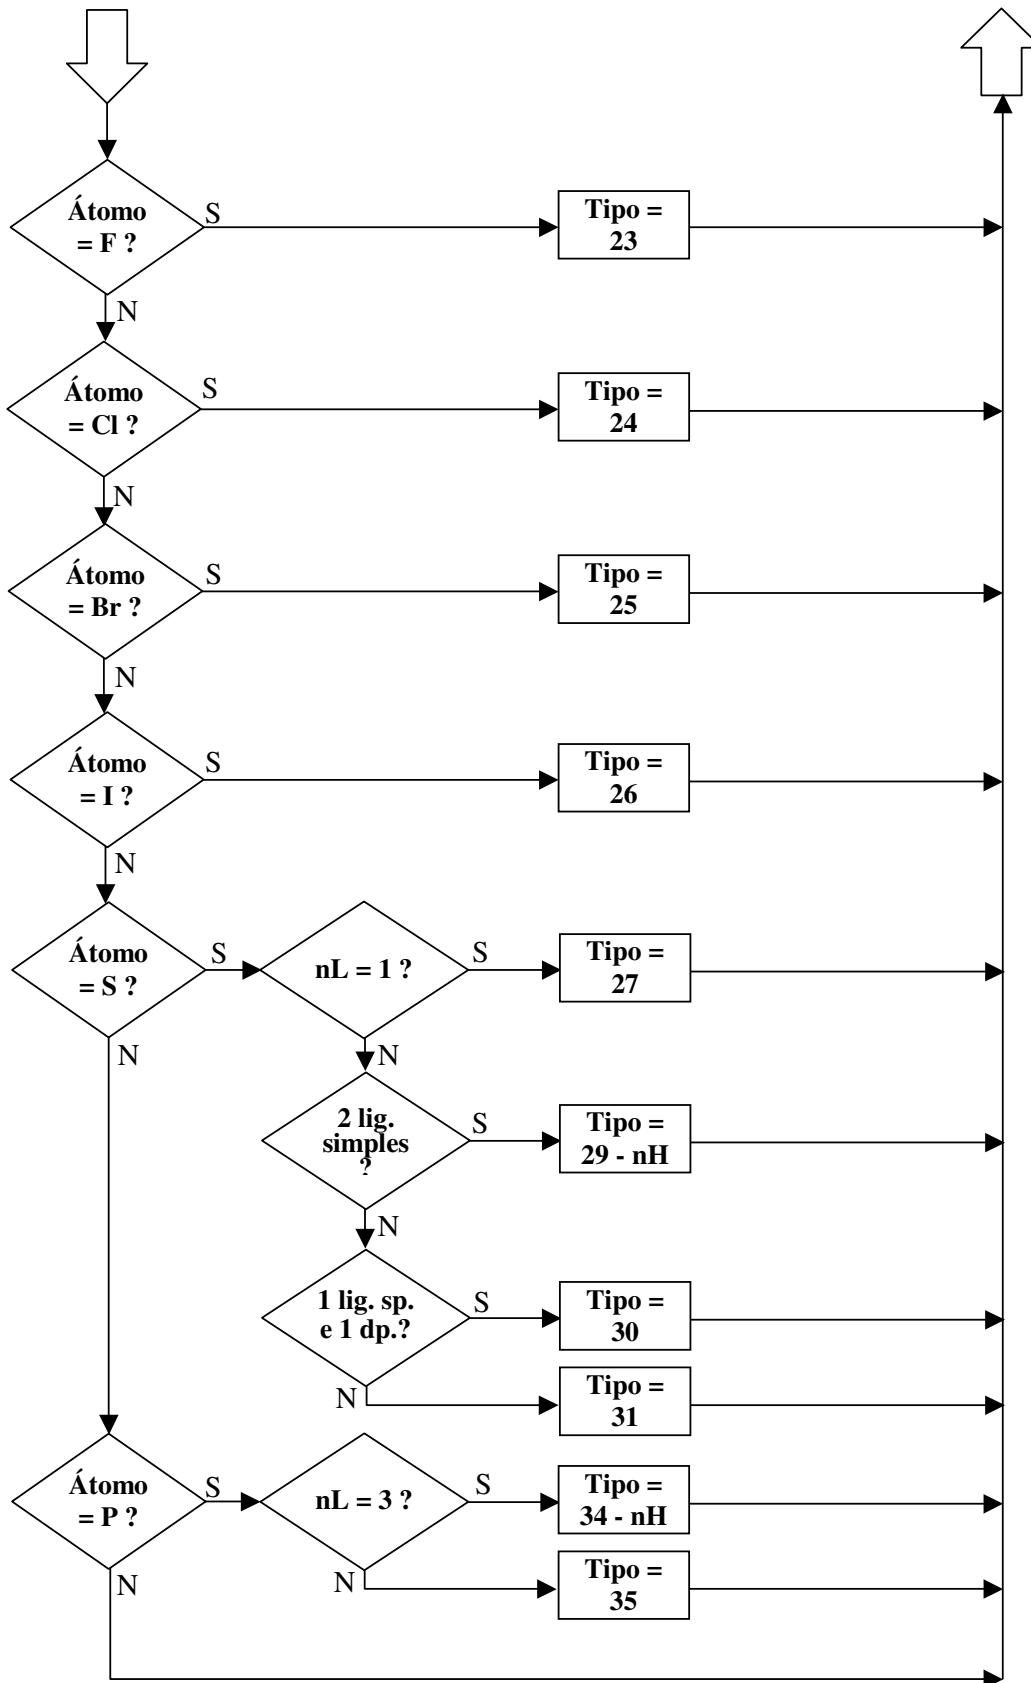 Átomo
= F ?
S
Tipo =
23
N
Átomo
= Cl ?
S
Tipo =
24
N
Átomo
= Br ?
S
Tipo =
25
N
Átomo
= I ?
S
Tipo =
26
N
Átomo
= S ?
S
nL = 1 ?
S
Tipo =
27
N
N
2 lig.
simples
?
S
Tipo =
29 - nH
N
1 lig. sp.
e 1 dp.?
S
Tipo =
30
N
Tipo =
31
Átomo
= P ?
S
nL = 3 ?
S
Tipo =
34 - nH
N
N
Tipo =
35